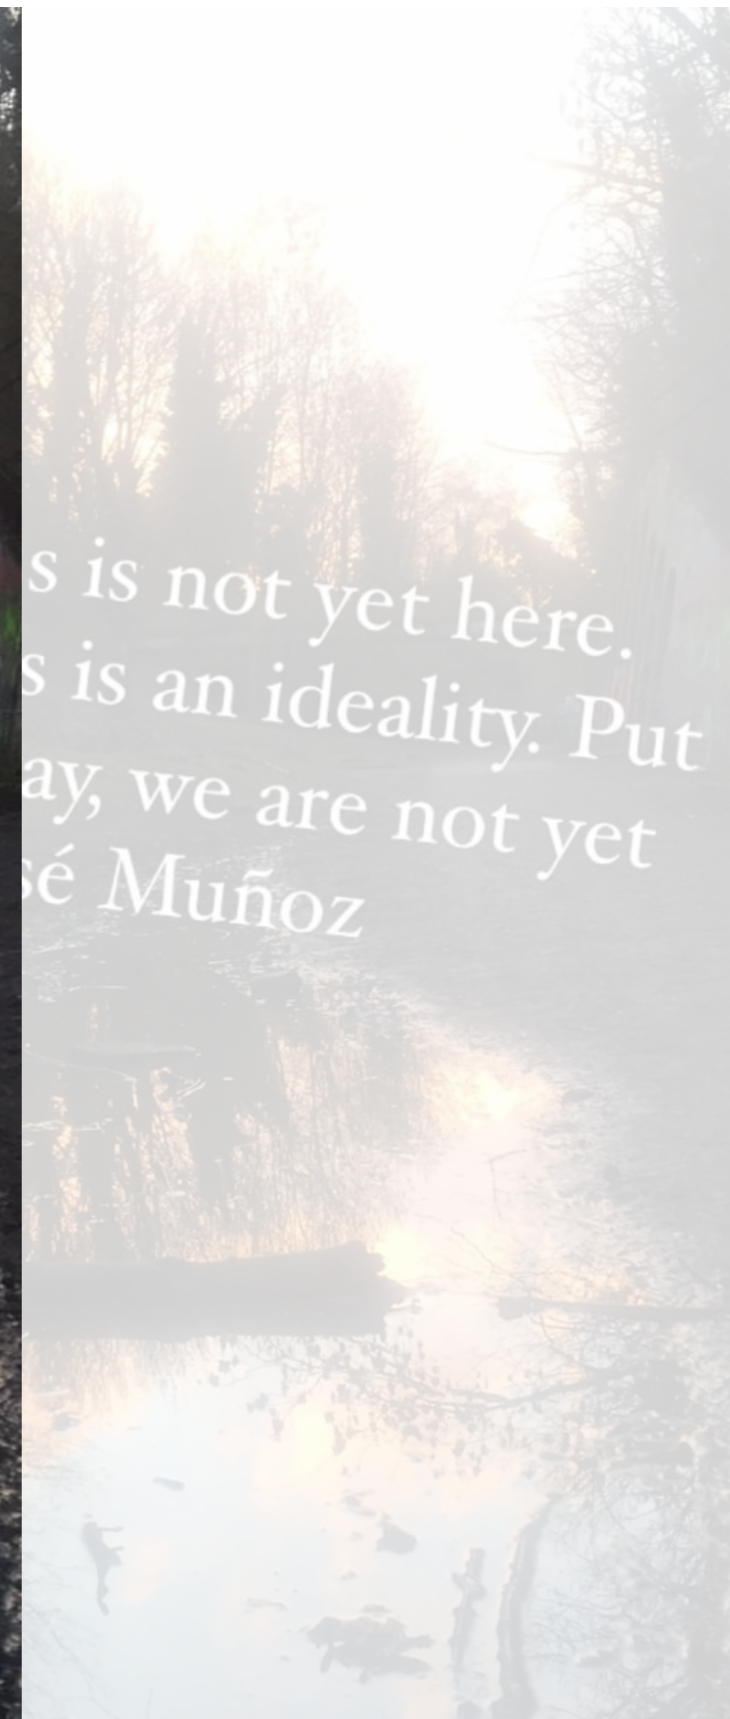 s is not yet here.
s is an ideality. Put
ay, we are not yet
sé Muñoz